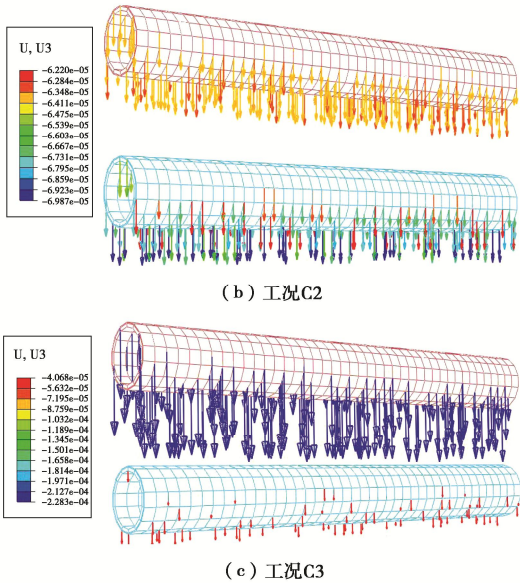 U, U3
-6.220e-05
-6.284e-05
-6.348e-05
-6.411e-05
-6.475e-05
-6.539e-05
-6.603e-05
-6.667e-05
-6.731e-05
-6.795e-05
-6.859e-05
-6.923e-05
-6.987e-05
(b)工况C2
U, U3
-4.068e-05
-5.632e-05
-7.195e-05
-8.759e-05
-1.032e-04
-1.189e-04
-1.345e-04
-1.501e-04
-1.658e-04
-1.814e-04
-1.971e-04
-2.127e-04
-2.283e-04
(c)工况C3